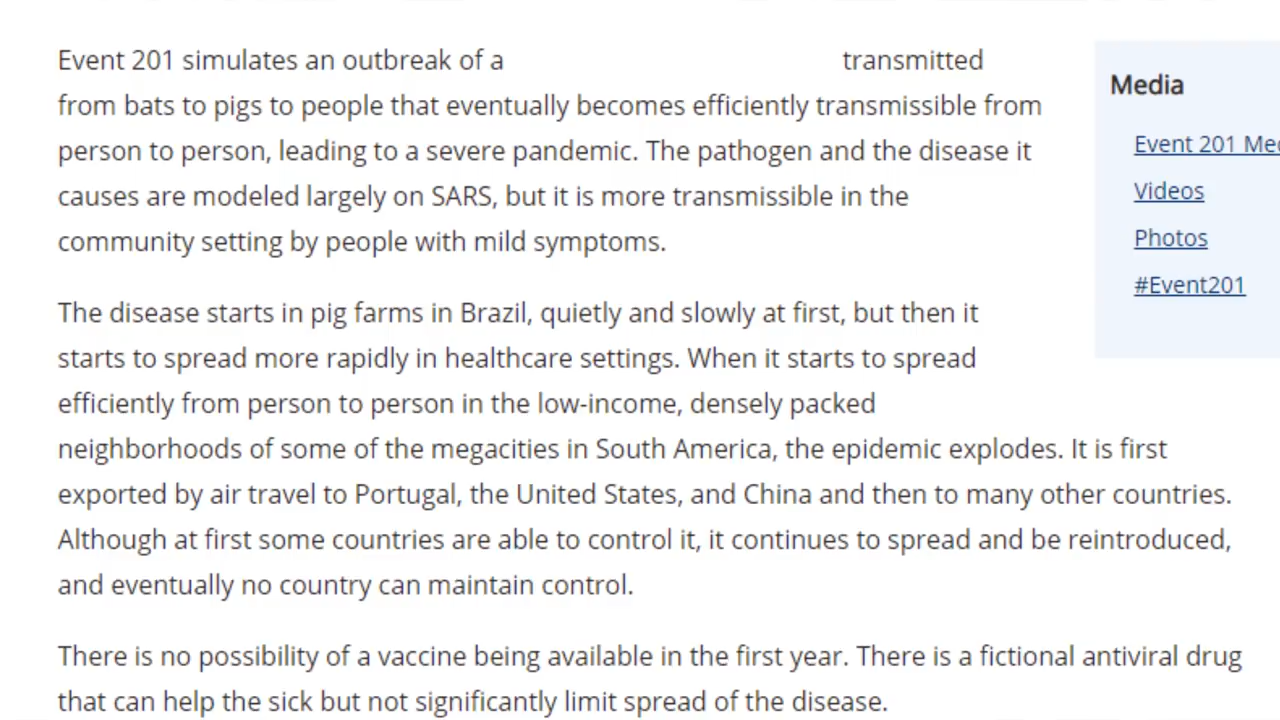 Event 201 simulates an outbreak of a transmitted
from bats to pigs to people that eventually becomes efficiently transmissible from
person to person, leading to a severe pandemic. The pathogen and the disease it
causes are modeled largely on SARS, but it is more transmissible in the
community setting by people with mild symptoms.
The disease starts in pig farms in Brazil, quietly and slowly at first, but then it
starts to spread more rapidly in healthcare settings. When it starts to spread
efficiently from person to person in the low-income, densely packed
neighborhoods of some of the megacities in South America, the epidemic explodes. It is first
exported by air travel to Portugal, the United States, and China and then to many other countries.
Although at first some countries are able to control it, it continues to spread and be reintroduced,
and eventually no country can maintain control.
There is no possibility of a vaccine being available in the first year. There is a fictional antiviral drug
that can help the sick but not significantly limit spread of the disease.
Media
Event 201
Videos
Photos
#Event201